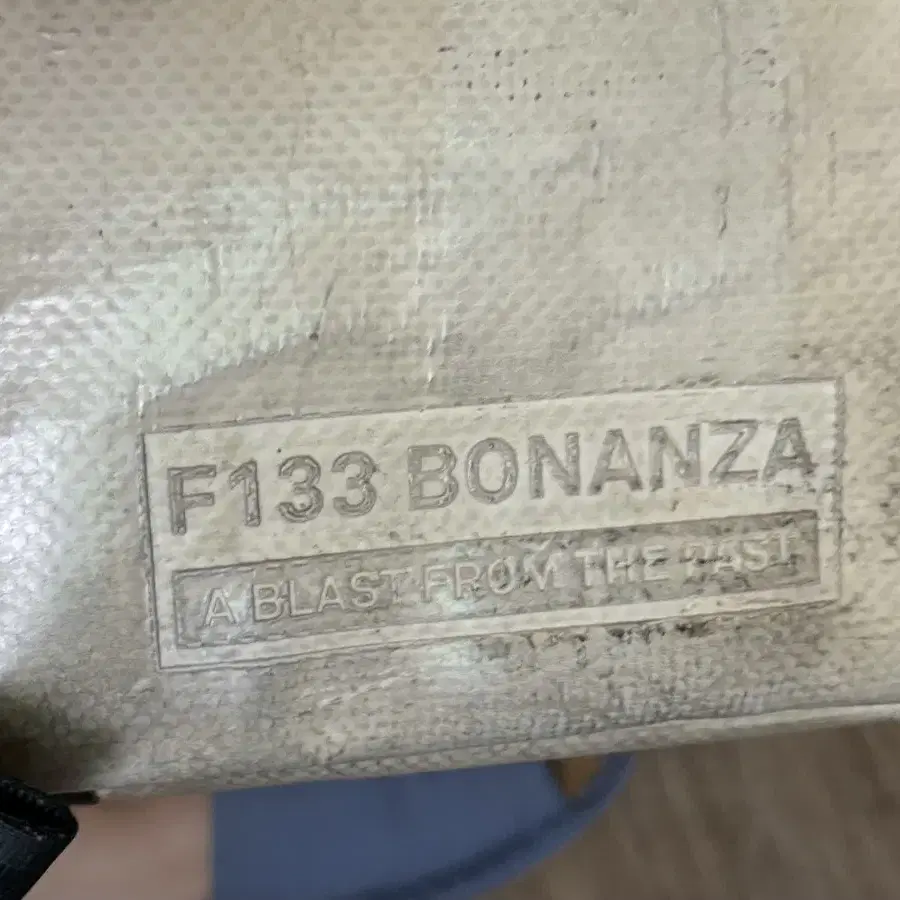 F133 BONANZA
A BLAST FROM THE PAST